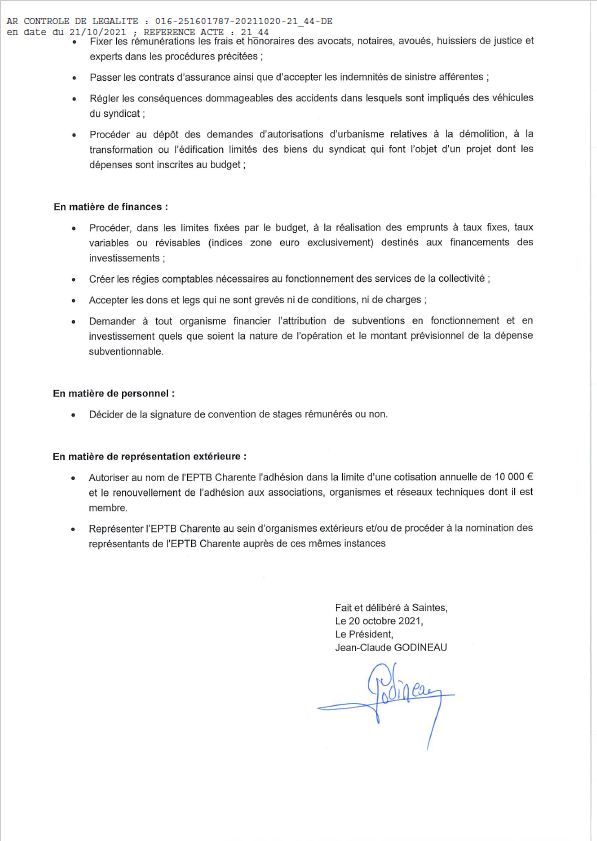 AR CONTROLE DE LEGALITE : 016-251601787-20211020-21_44-DE
en date du 21/10/2021 ; REFERENCE ACTE : 21_44
• Fixer les rémunérations les frais et honoraires des avocats, notaires, avoués, huissiers de justice et
experts dans les procédures précitées ;
• Passer les contrats d'assurance ainsi que d'accepter les indemnités de sinistre afférentes ;
• Régler les conséquences dommageables des accidents dans lesquels sont impliqués des véhicules
du syndicat ;
• Procéder au dépôt des demandes d'autorisations d'urbanisme relatives à la démolition, à la
transformation ou l'édification limités des biens du syndicat qui font l'objet d'un projet dont les
dépenses sont inscrites au budget ;
En matière de finances :
• Procéder, dans les limites fixées par le budget, à la réalisation des emprunts à taux fixes, taux
variables ou révisables (indices zone euro exclusivement) destinés aux financements des
investissements ;
• Créer les régies comptables nécessaires au fonctionnement des services de la collectivité ;
• Accepter les dons et legs qui ne sont grevés ni de conditions, ni de charges ;
• Demander à tout organisme financier l'attribution de subventions en fonctionnement et en
investissement quels que soient la nature de l'opération et le montant prévisionnel de la dépense
subventionnable.
En matière de personnel :
• Décider de la signature de convention de stages rémunérés ou non.
En matière de représentation extérieure :
• Autoriser au nom de l'EPTB Charente l'adhésion dans la limite d'une cotisation annuelle de 10 000 €
et le renouvellement de l'adhésion aux associations, organismes et réseaux techniques dont il est
membre.
• Représenter l'EPTB Charente au sein d'organismes extérieurs et/ou de procéder à la nomination des
représentants de l'EPTB Charente auprès de ces mêmes instances
Fait et délibéré à Saintes,
Le 20 octobre 2021,
Le Président,
Jean-Claude GODINEAU
Godineau